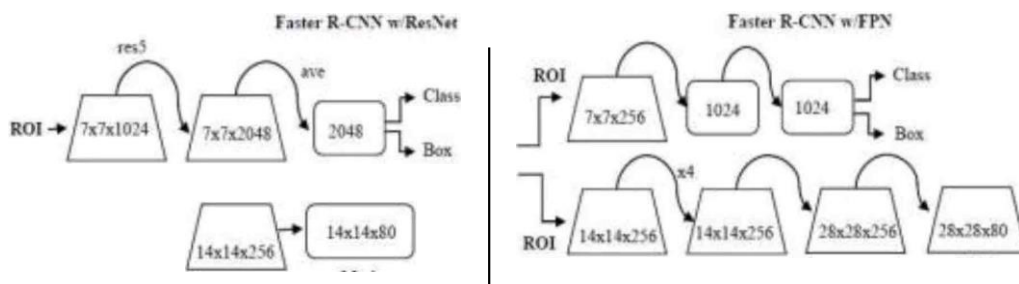 Faster R-CNN w/ResNet
res5
ave
ROI
7x7x1024
7x7x2048
2048
Class
Box
14x14x256
14x14x80
Faster R-CNN w/FPN
ROI
7x7x256
1024
1024
Class
Box
x4
ROI
14x14x256
14x14x256
28x28x256
28x28x80